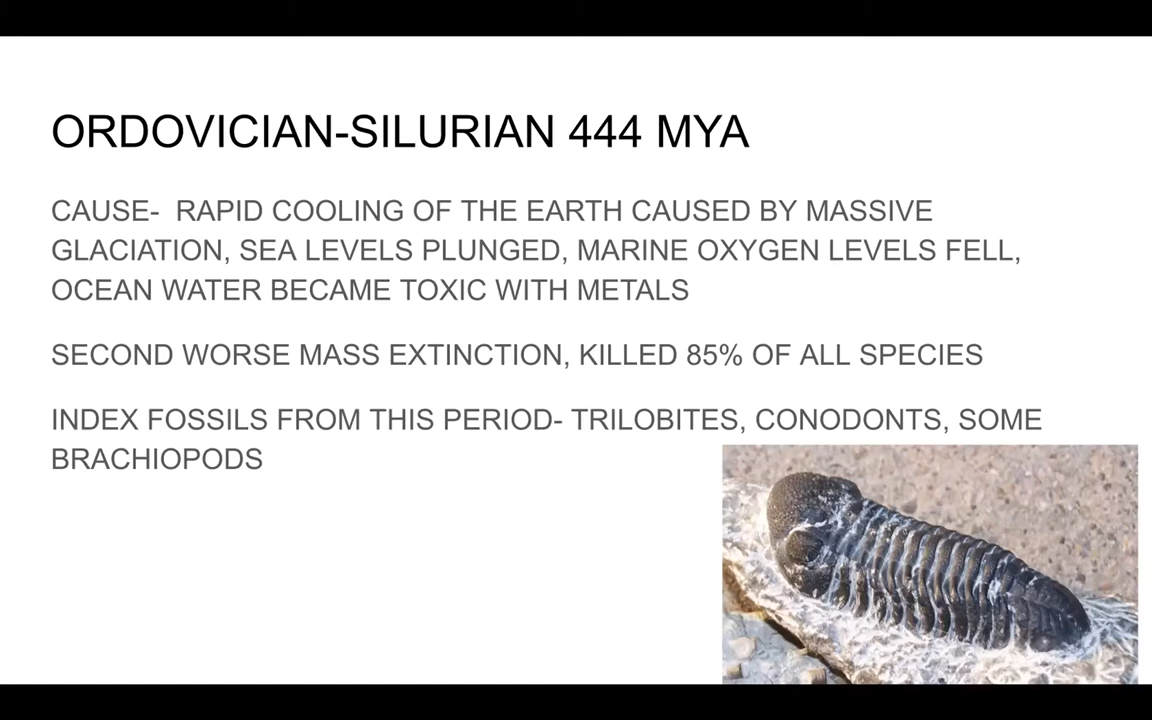 ORDOVICIAN-SILURIAN 444 MYA
CAUSE-  RAPID COOLING OF THE EARTH CAUSED BY MASSIVE
GLACIATION, SEA LEVELS PLUNGED, MARINE OXYGEN LEVELS FELL,
OCEAN WATER BECAME TOXIC WITH METALS
SECOND WORSE MASS EXTINCTION, KILLED 85% OF ALL SPECIES
INDEX FOSSILS FROM THIS PERIOD- TRILOBITES, CONODONTS, SOME
BRACHIOPODS